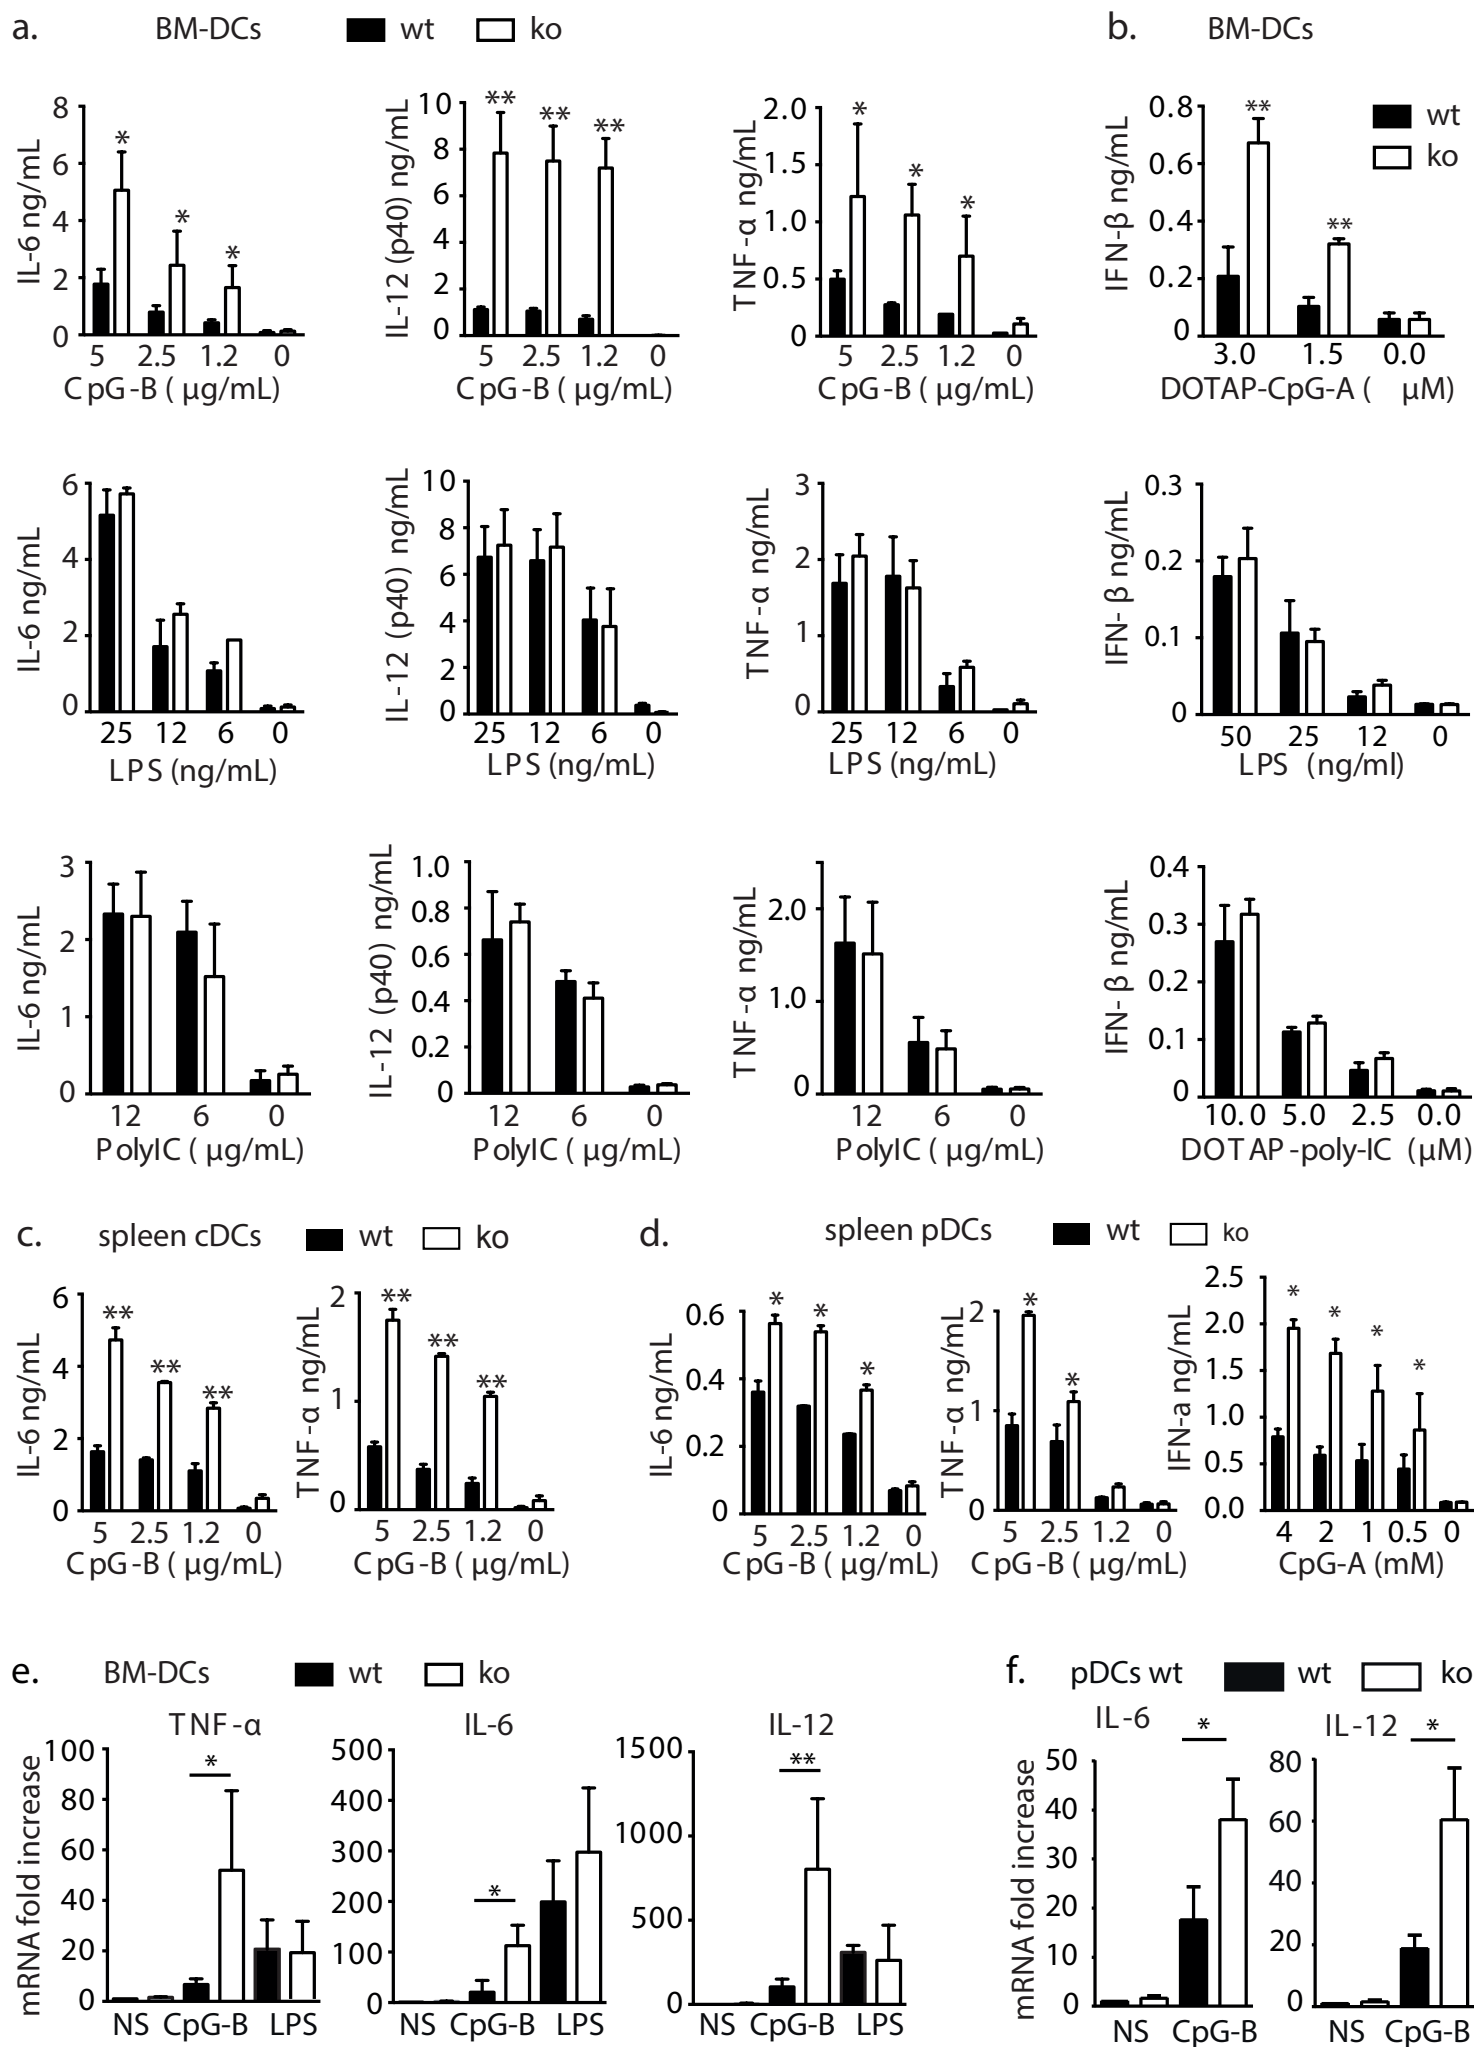 a. BM-DCs wt ko
b. BM-DCs
wt
ko
IL-6 ng/mL
8
6
4
2
0
*
*
*
5 2.5 1.2 0
CpG-B ( µg/mL)
IL-12 (p40) ng/mL
10
8
6
4
2
0
**
**
**
5 2.5 1.2 0
CpG-B ( µg/mL)
TNF-α ng/mL
2.0
1.5
1.0
0.5
0
*
*
*
5 2.5 1.2 0
CpG-B ( µg/mL)
IFN-β ng/mL
0.8
0.6
0.4
0.2
0
**
**
3.0 1.5 0.0
DOTAP-CpG-A ( µM)
IL-6 ng/mL
6
4
2
0
25 12 6 0
LPS (ng/mL)
IL-12 (p40) ng/mL
10
8
6
4
2
0
25 12 6 0
LPS (ng/mL)
TNF-α ng/mL
3
2
1
0
25 12 6 0
LPS (ng/mL)
IFN- β ng/mL
0.3
0.2
0.1
0
50 25 12 0
LPS (ng/ml)
IL-6 ng/mL
3
2
1
0
12 6 0
PolyIC ( µg/mL)
IL-12 (p40) ng/mL
1.0
0.8
0.6
0.4
0.2
0
12 6 0
PolyIC ( µg/mL)
TNF-α ng/mL
2.0
1.0
0
12 6 0
PolyIC ( µg/mL)
IFN- β ng/mL
0.4
0.3
0.2
0.1
0
10.0 5.0 2.5 0.0
DOTAP-poly-IC (µM)
c. spleen cDCs wt ko
d. spleen pDCs wt ko
IL-6 ng/mL
6
4
2
0
**
**
**
5 2.5 1.2 0
CpG-B ( µg/mL)
TNF-α ng/mL
2
1
0
**
**
**
5 2.5 1.2 0
CpG-B ( µg/mL)
IL-6 ng/mL
0.6
0.4
0.2
0
*
*
*
5 2.5 1.2 0
CpG-B ( µg/mL)
TNF-α ng/mL
2
1
0
*
*
5 2.5 1.2 0
CpG-B ( µg/mL)
IFN-a ng/mL
2.5
2.0
1.5
1.0
0.5
0.0
*
*
*
*
4 2 1 0.5 0
CpG-A (mM)
e. BM-DCs wt ko
f. pDCs wt wt ko
mRNA fold increase
TNF-α
100
80
60
40
20
0
*
NS CpG-B LPS
IL-6
500
400
300
200
100
0
*
NS CpG-B LPS
IL-12
1500
1000
500
0
**
NS CpG-B LPS
mRNA fold increase
IL-6
50
40
30
20
10
0
*
NS CpG-B
IL-12
80
60
40
20
0
*
NS CpG-B